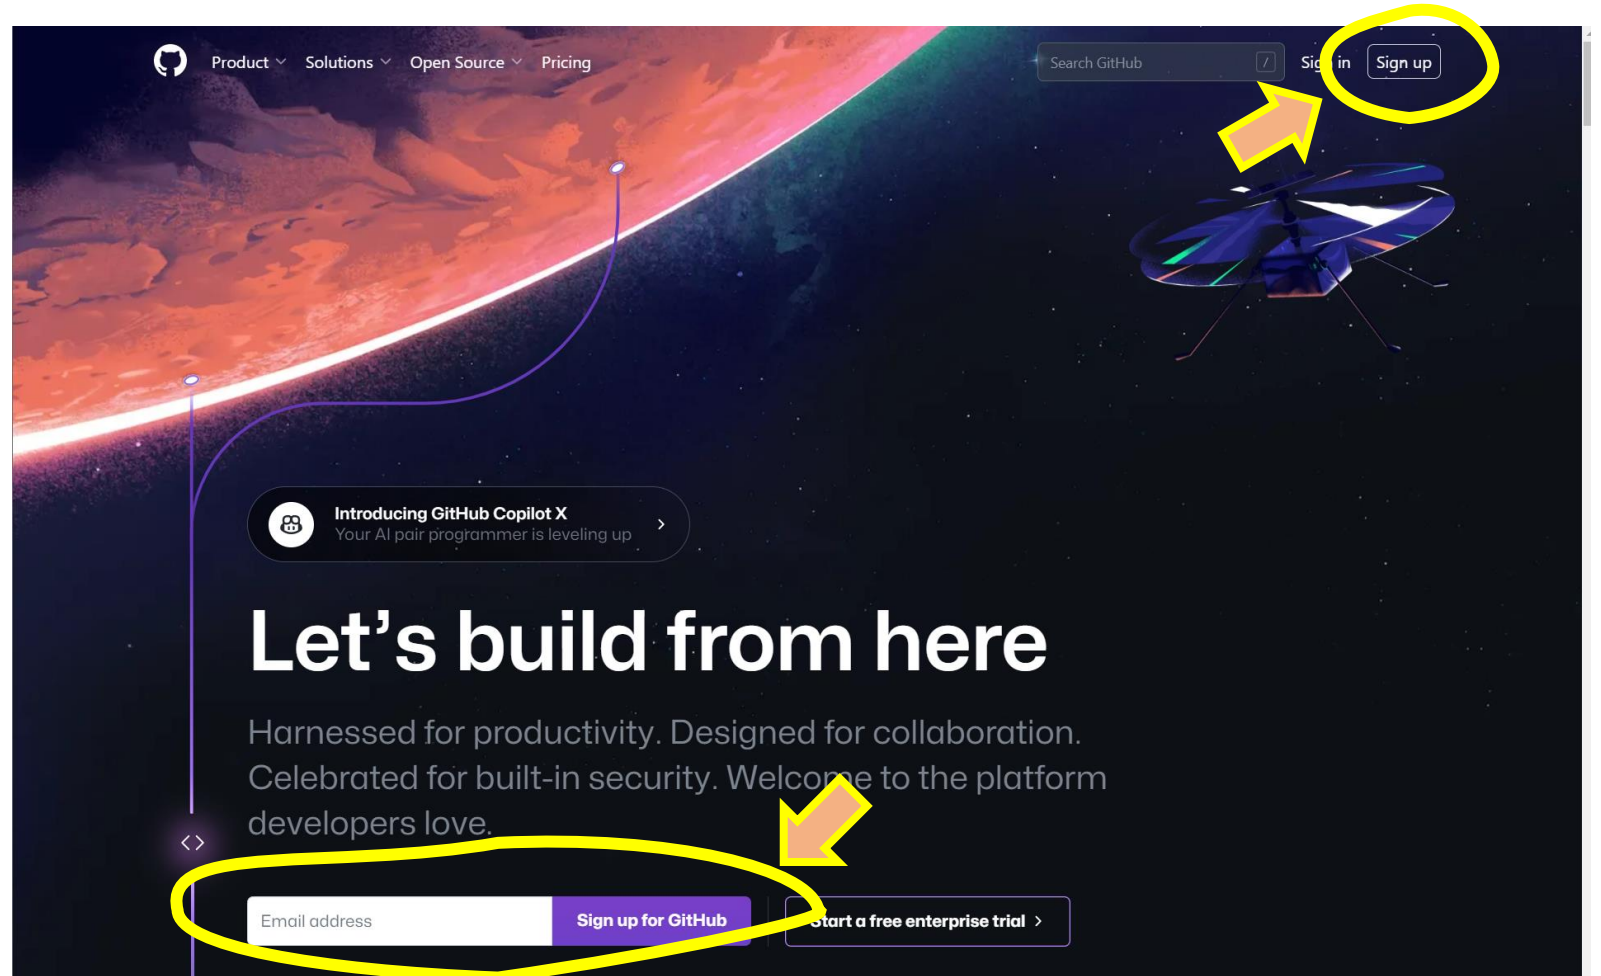 Product Solutions Open Source Pricing Search GitHub / Sign in Sign up
Introducing GitHub Copilot X
Your AI pair programmer is leveling up
Let's build from here
Harnessed for productivity. Designed for collaboration.
Celebrated for built-in security. Welcome to the platform
developers love.
Email address Sign up for GitHub Start a free enterprise trial